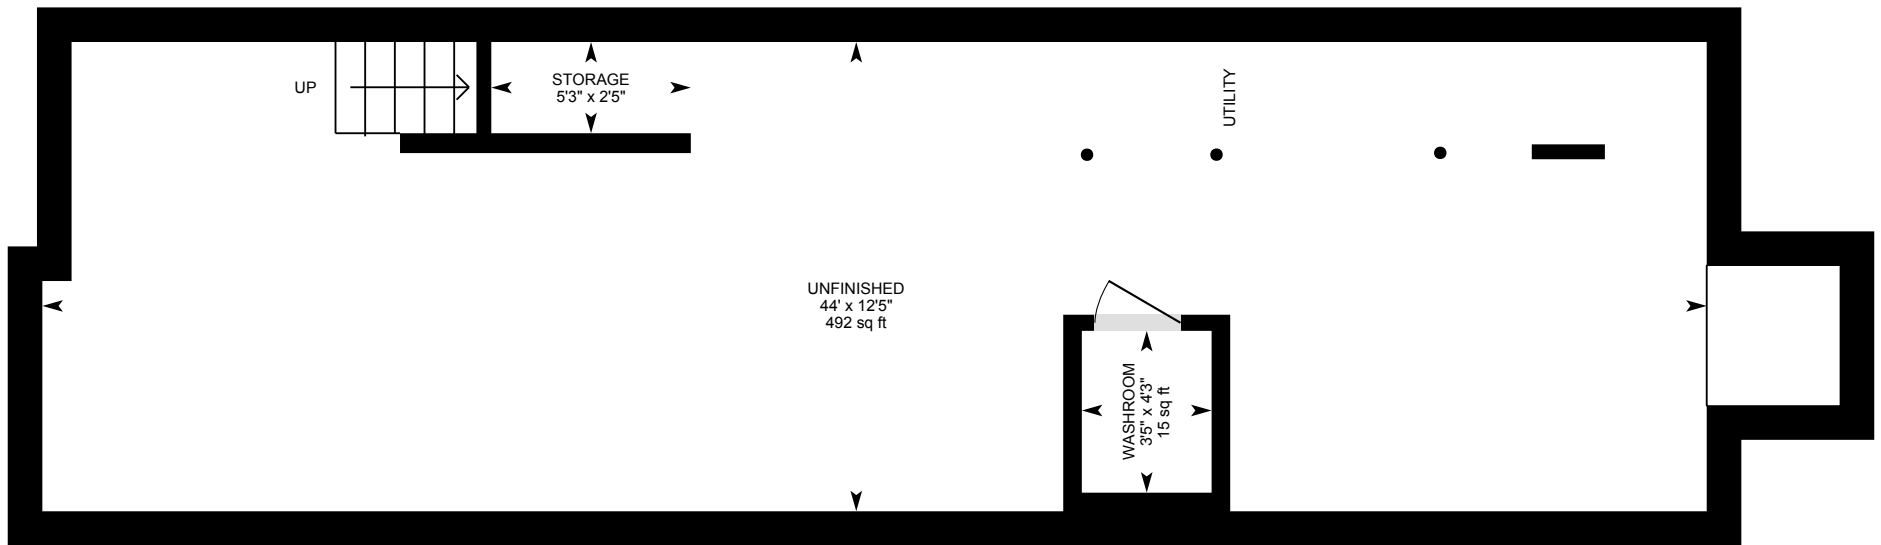 UP
STORAGE
5'3" x 2'5"
UTILITY
UNFINISHED
44' x 12'5"
492 sq ft
WASHROOM
3'5" x 4'3"
15 sq ft